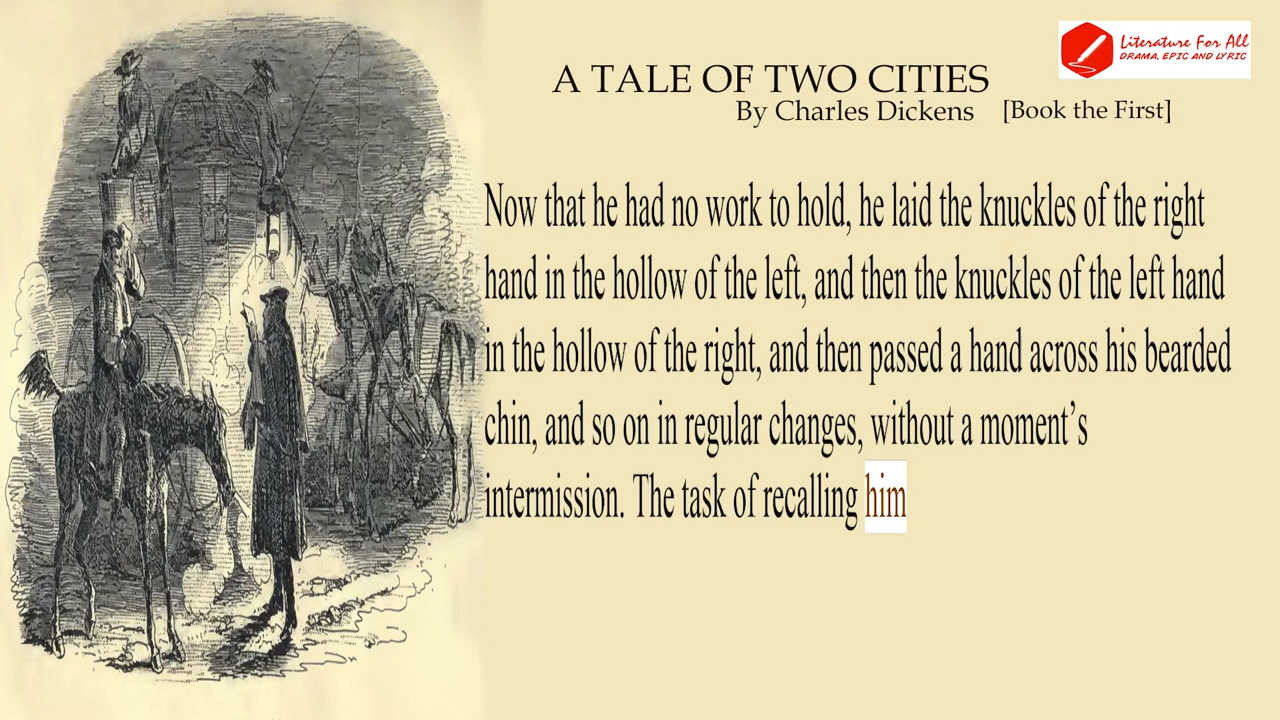 Literature For All
DRAMA, EPIC AND LYRIC
A TALE OF TWO CITIES
By Charles Dickens [Book the First]
Now that he had no work to hold, he laid the knuckles of the right
hand in the hollow of the left, and then the knuckles of the left hand
in the hollow of the right, and then passed a hand across his bearded
chin, and so on in regular changes, without a moment’s
intermission. The task of recalling him